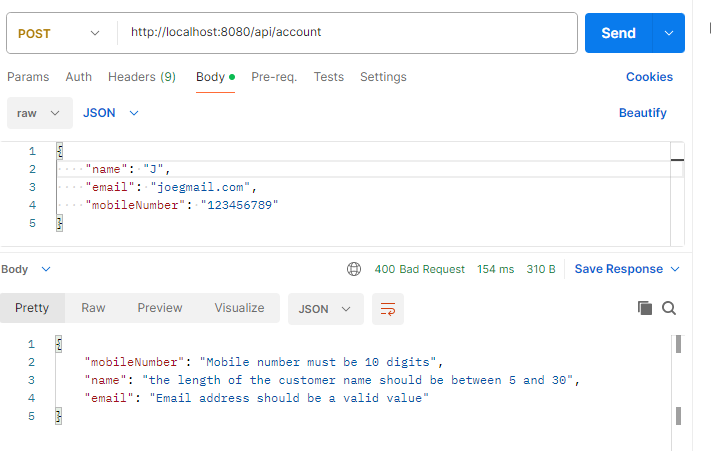 POST http://localhost:8080/api/account Send
Params Auth Headers (9) Body Pre-req. Tests Settings Cookies
raw JSON Beautify
1 {
2 ····"name":·"J",
3 ····"email":·"joegmail.com",
4 ····"mobileNumber":·"123456789"
5 }
Body 400 Bad Request 154 ms 310 B Save Response
Pretty Raw Preview Visualize JSON
1 {
2 "mobileNumber": "Mobile number must be 10 digits",
3 "name": "the length of the customer name should be between 5 and 30",
4 "email": "Email address should be a valid value"
5 }